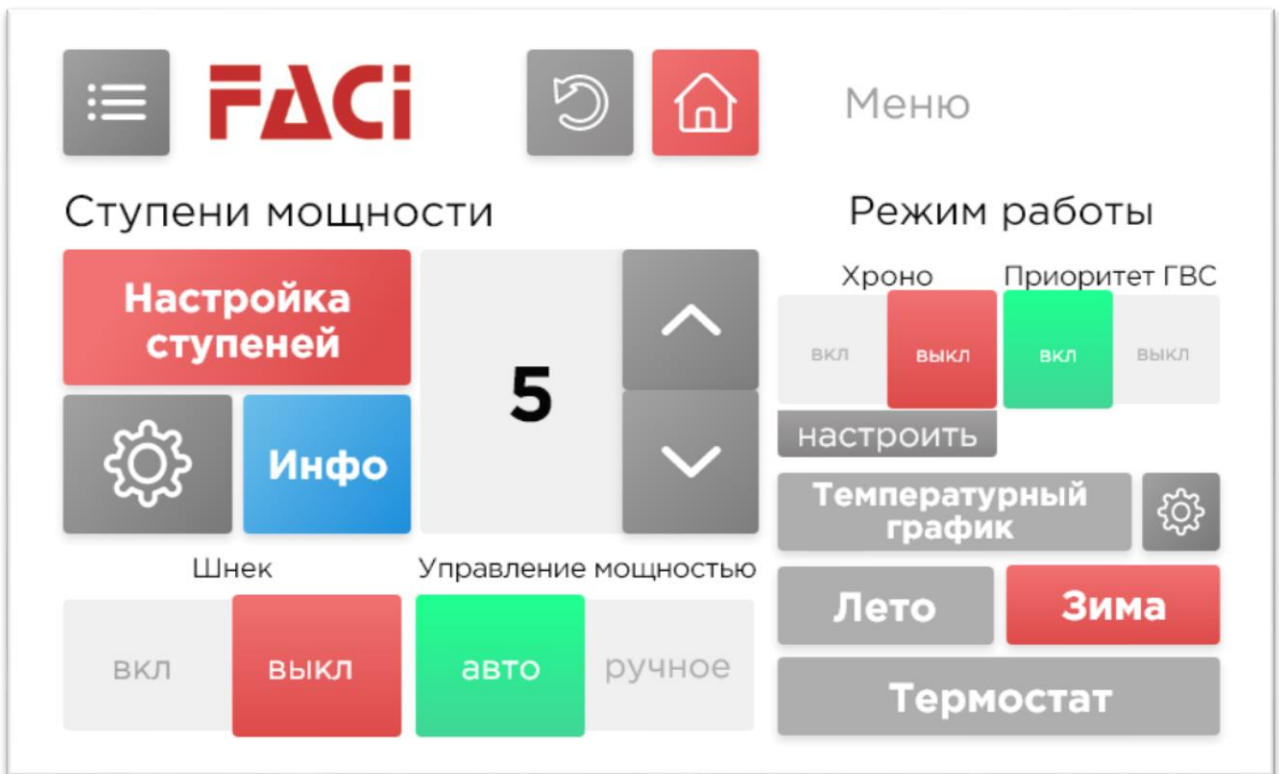 FACi
Меню
Ступени мощности
Режим работы
Настройка
ступеней
5
Хроно
Приоритет ГВС
вкл
выкл
вкл
выкл
настроить
Инфо
Температурный
график
Шнек
Управление мощностью
Лето
Зима
вкл
выкл
авто
ручное
Термостат